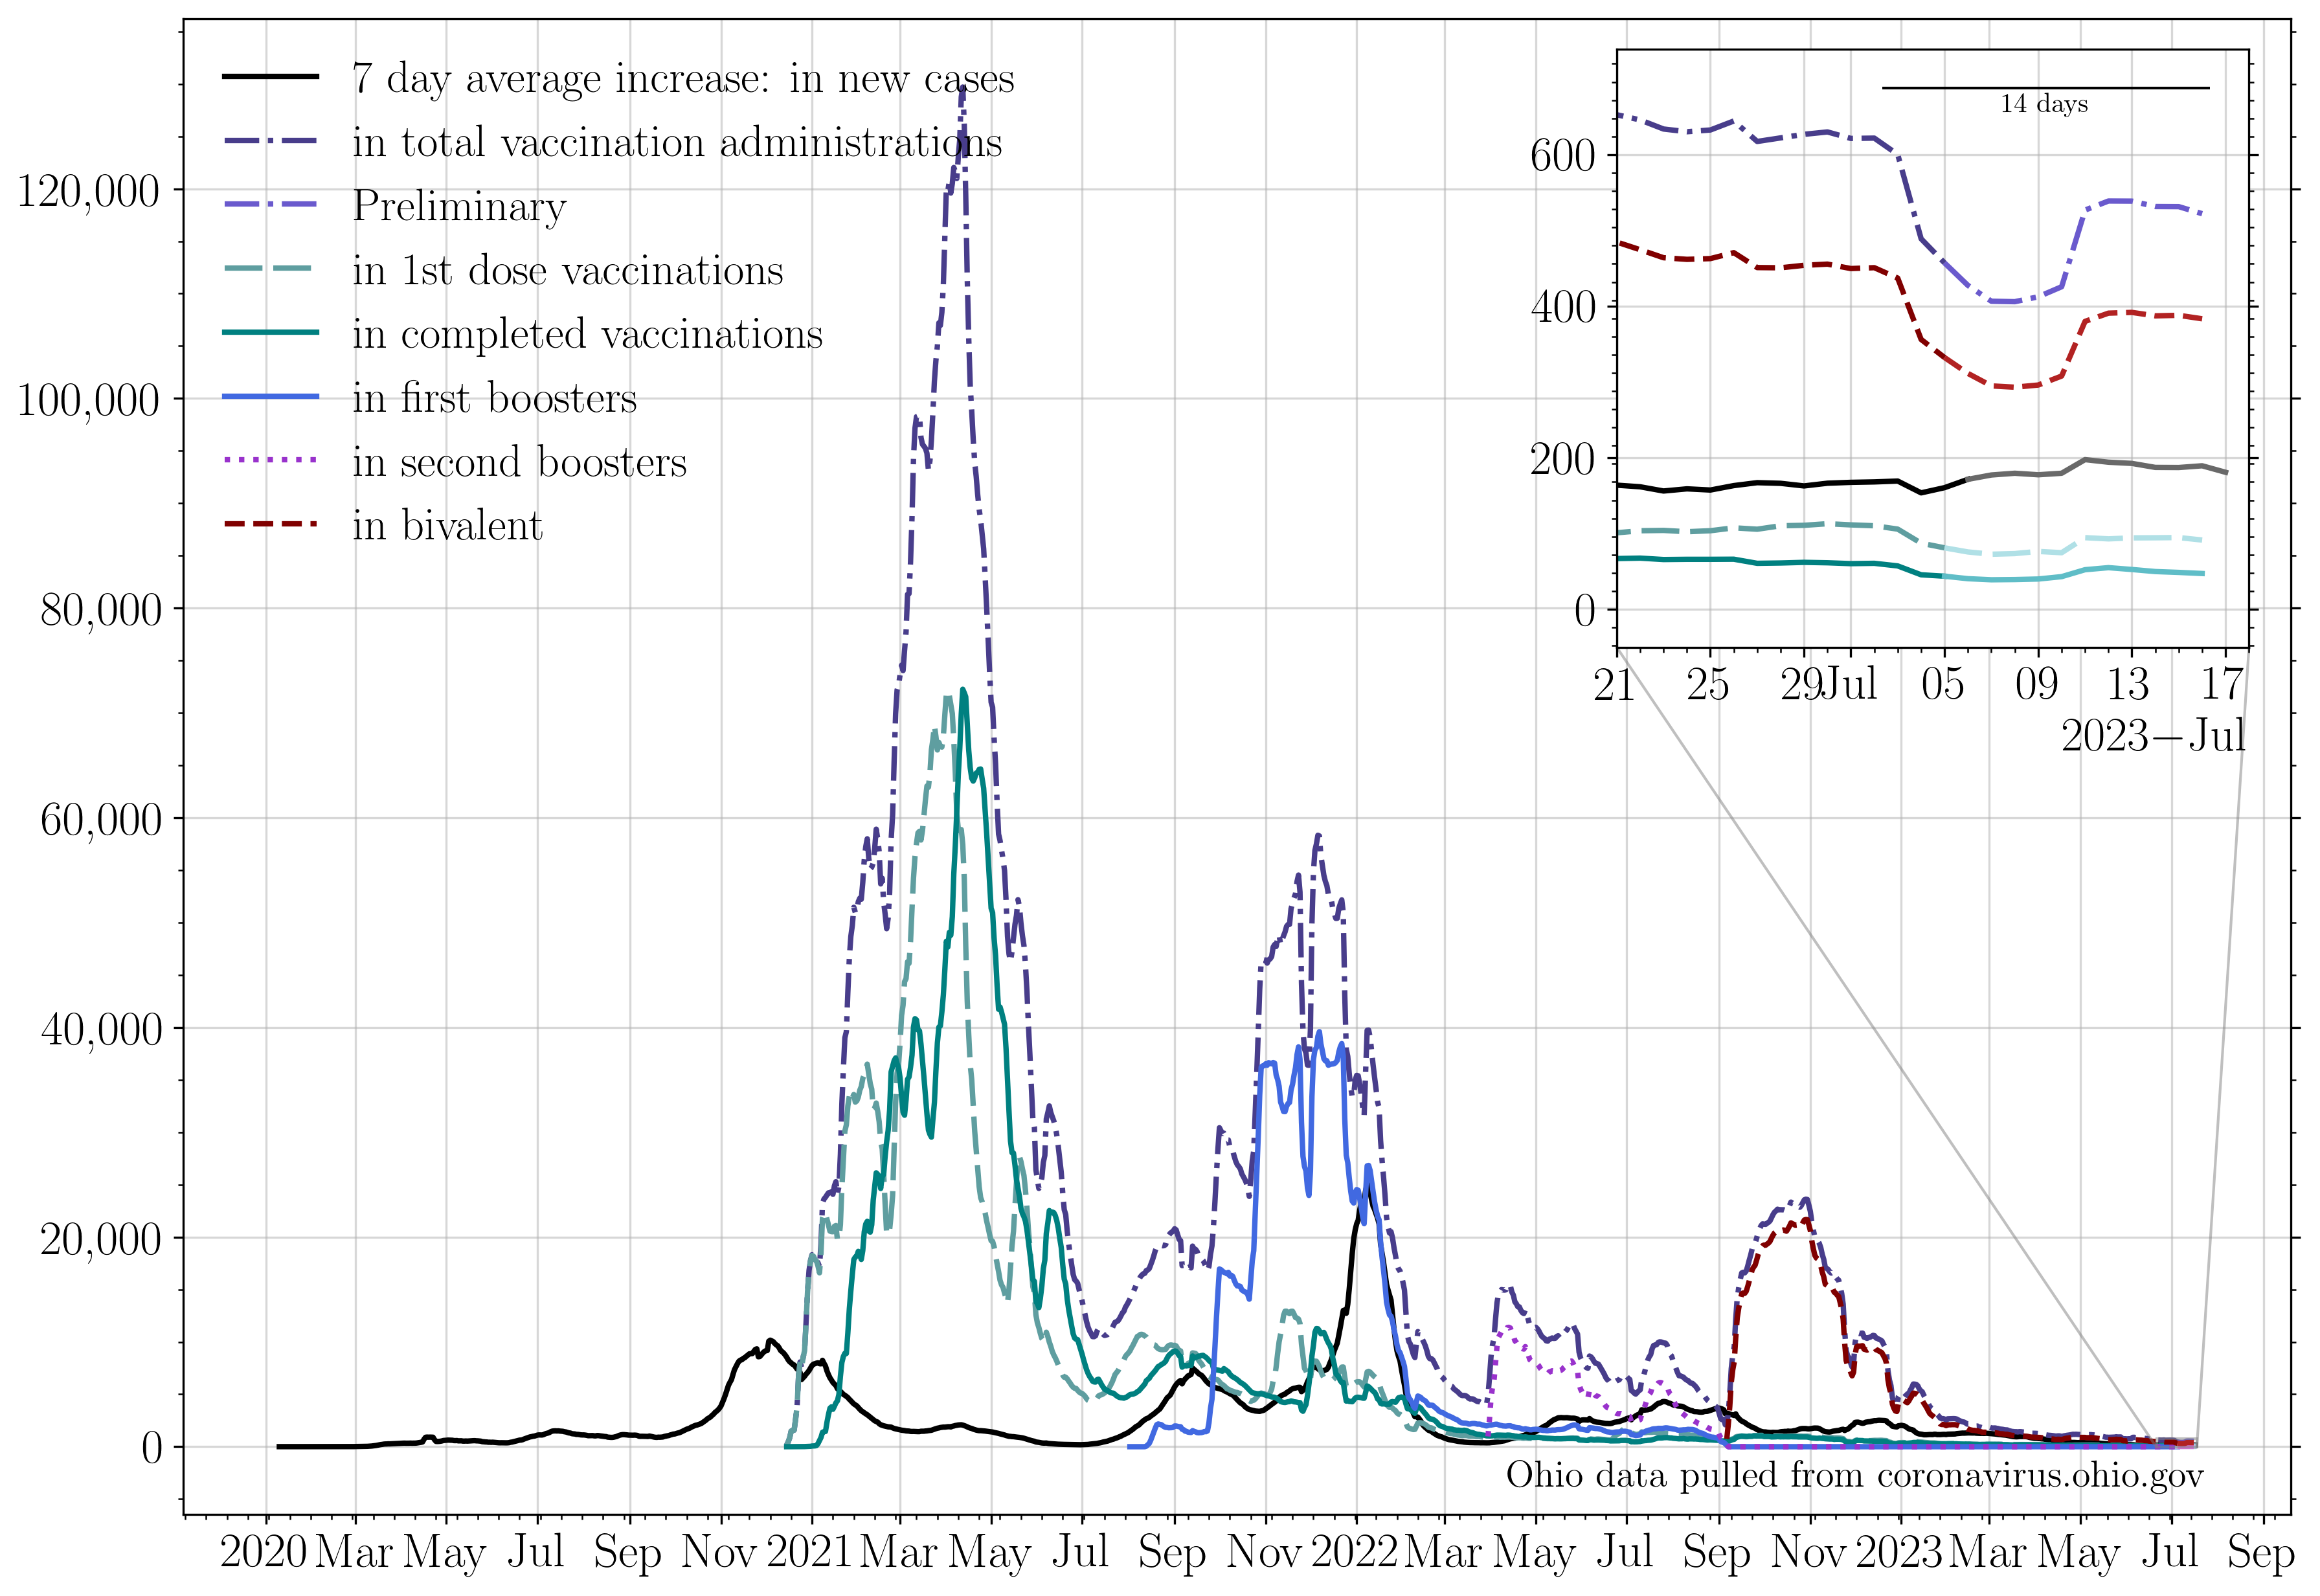 7 day average increase: in new cases
in total vaccination administrations
Preliminary
in 1st dose vaccinations
in completed vaccinations
in first boosters
in second boosters
in bivalent
120,000
100,000
80,000
60,000
40,000
20,000
0
14 days
600
400
200
0
21 25 29 Jul 05 09 13 17
2023–Jul
Ohio data pulled from coronavirus.ohio.gov
2020 Mar May Jul Sep Nov 2021 Mar May Jul Sep Nov 2022 Mar May Jul Sep Nov 2023 Mar May Jul Sep